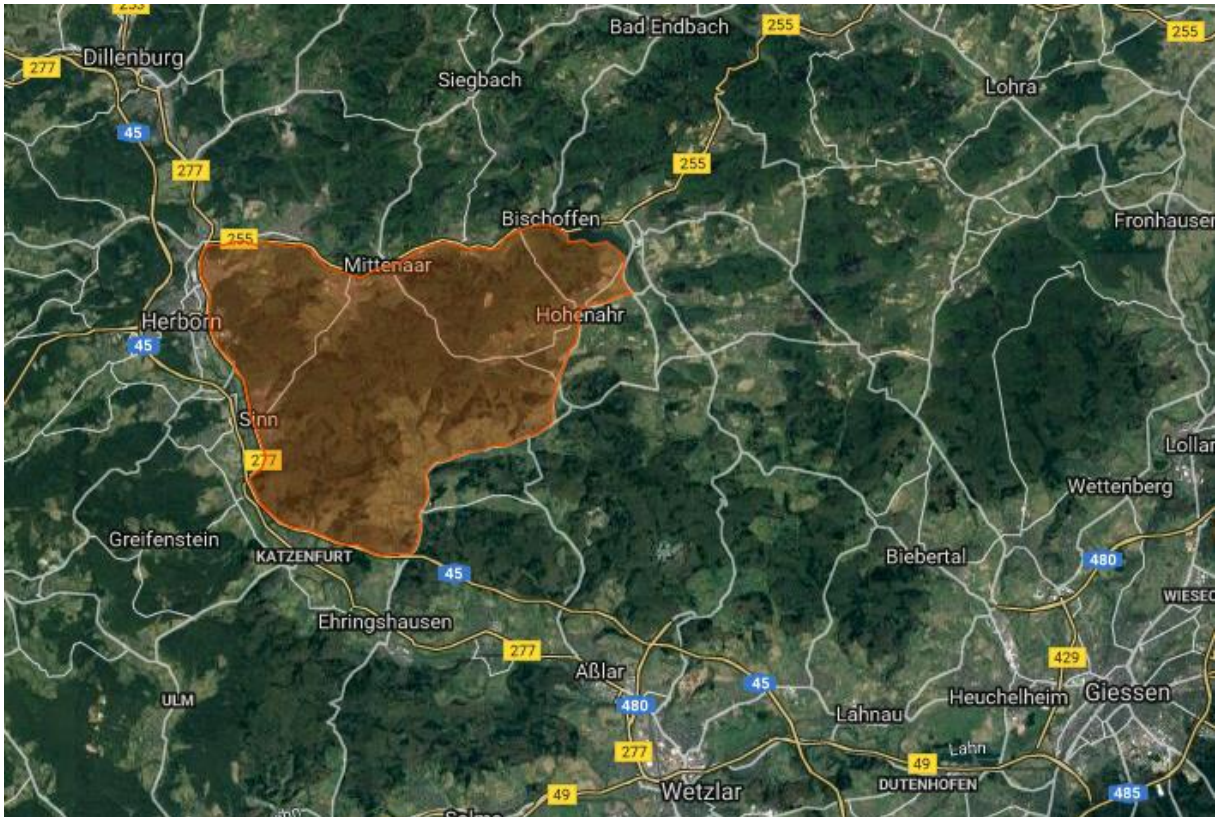 253
Bad Endbach
255
255
Dillenburg
277
Siegbach
Lohra
45
277
255
Bischoffen
Fronhausen
255
Mittenaar
Herborn
Hohenahr
45
Sinn
277
Lollar
Wettenberg
Greifenstein
KATZENFURT
Biebertal
480
45
WIESEC
Ehringshausen
277
429
Aßlar
45
ULM
480
Heuchelheim
Giessen
Lahnau
277
Lahn
49
DUTENHOFEN
49
Wetzlar
485